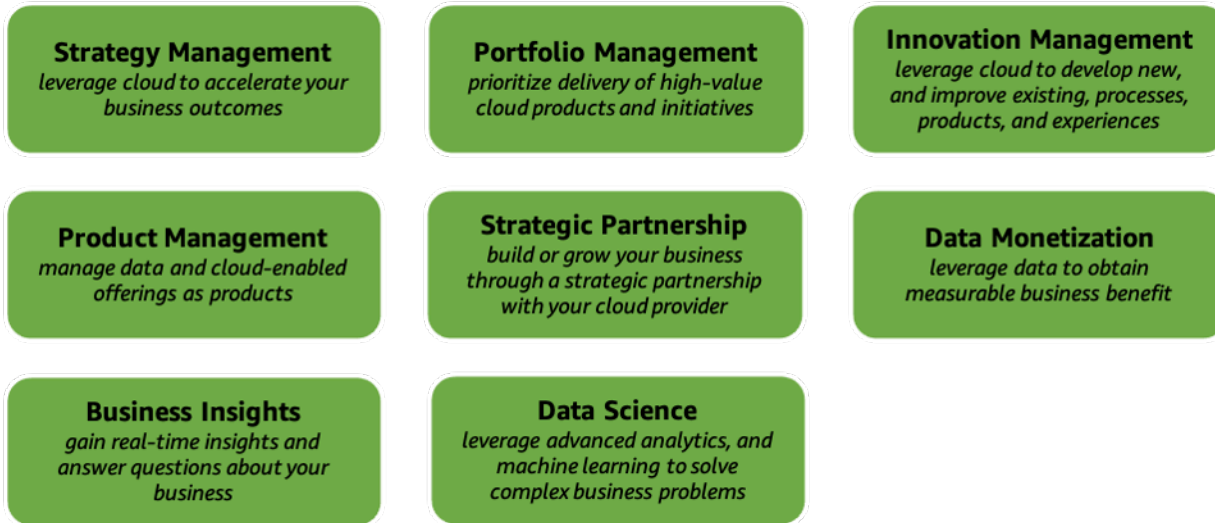 Strategy Management
leverage cloud to accelerate your
business outcomes
Portfolio Management
prioritize delivery of high-value
cloud products and initiatives
Innovation Management
leverage cloud to develop new,
and improve existing, processes,
products, and experiences
Product Management
manage data and cloud-enabled
offerings as products
Strategic Partnership
build or grow your business
through a strategic partnership
with your cloud provider
Data Monetization
leverage data to obtain
measurable business benefit
Business Insights
gain real-time insights and
answer questions about your
business
Data Science
leverage advanced analytics, and
machine learning to solve
complex business problems